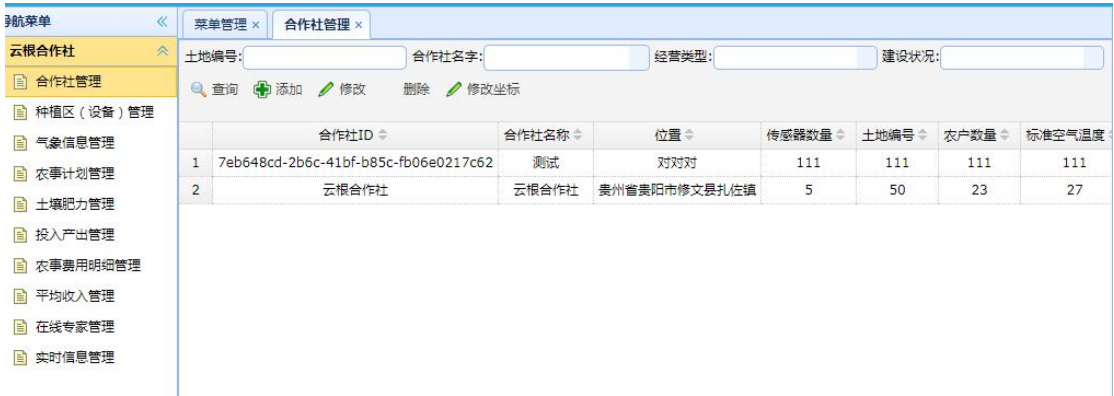 导航菜单
菜单管理 × 合作社管理 ×
云根合作社
土地编号: 合作社名字: 经营类型: 建设状况:
合作社管理
查询 添加 修改 删除 修改坐标
种植区（设备）管理
气象信息管理
农事计划管理
土壤肥力管理
投入产出管理
农事费用明细管理
平均收入管理
在线专家管理
实时信息管理
合作社ID 合作社名称 位置 传感器数量 土地编号 农户数量 标准空气温度
1 7eb648cd-2b6c-41bf-b85c-fb06e0217c62 测试 对对对 111 111 111 111
2 云根合作社 云根合作社 贵州省贵阳市修文县扎佐镇 5 50 23 27